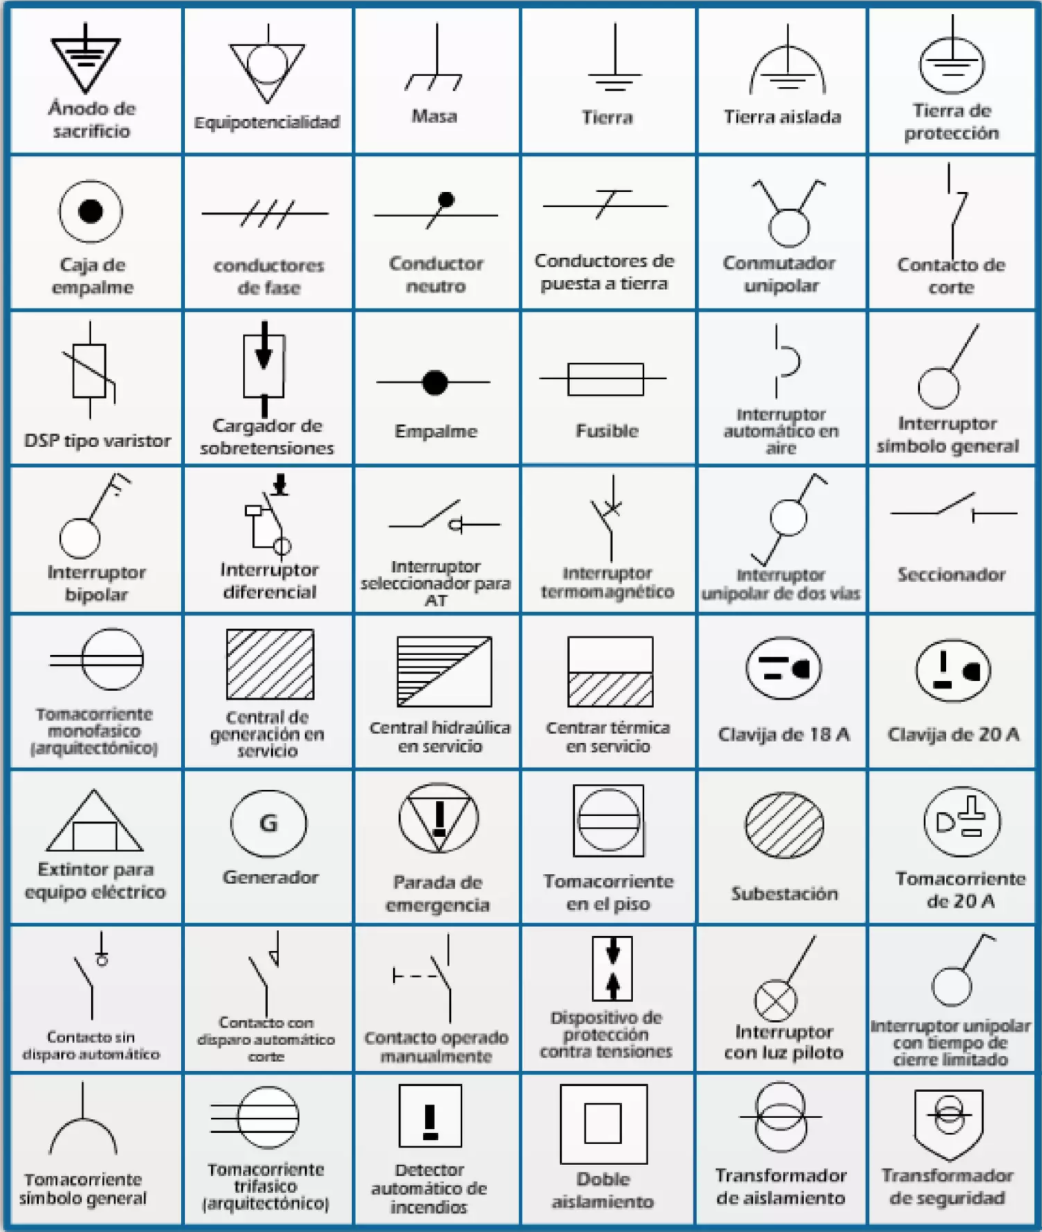 Ánodo de
sacrificio
Equipotencialidad
Masa
Tierra
Tierra aislada
Tierra de
protección
Caja de
empalme
conductores
de fase
Conductor
neutro
Conductores de
puesta a tierra
Conmutador
unipolar
Contacto de
corte
DSP tipo varistor
Cargador de
sobretensiones
Empalme
Fusible
Interruptor
automático en
aire
Interruptor
símbolo general
Interruptor
bipolar
Interruptor
diferencial
Interruptor
seleccionador para
AT
Interruptor
termomagnético
Interruptor
unipolar de dos vías
Seccionador
Tomacorriente
monofasico
(arquitectónico)
Central de
generación en
servicio
Central hidraúlica
en servicio
Centrar térmica
en servicio
Clavija de 18 A
Clavija de 20 A
Extintor para
equipo eléctrico
G
Generador
Parada de
emergencia
Tomacorriente
en el piso
Subestación
Tomacorriente
de 20 A
Contacto sin
disparo automático
Contacto con
disparo automático
corte
Contacto operado
manualmente
Dispositivo de
protección
contra tensiones
Interruptor
con luz piloto
Interruptor unipolar
con tiempo de
cierre limitado
Tomacorriente
símbolo general
Tomacorriente
trifasico
(arquitectónico)
Detector
automático de
incendios
Doble
aislamiento
Transformador
de aislamiento
Transformador
de seguridad